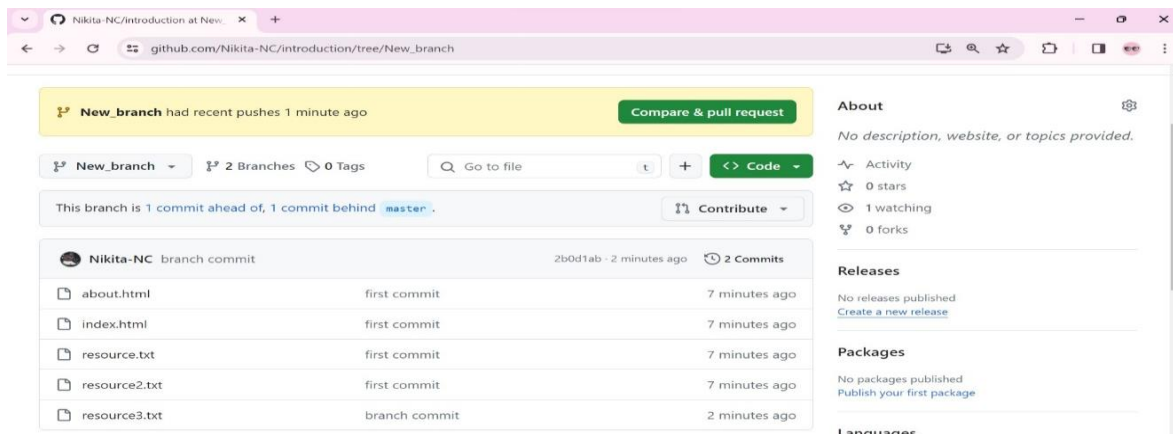 Nikita-NC/introduction at New_
github.com/Nikita-NC/introduction/tree/New_branch
New_branch had recent pushes 1 minute ago
Compare & pull request
New_branch
2 Branches
0 Tags
Go to file
t
+
<> Code
This branch is 1 commit ahead of, 1 commit behind master .
Contribute
Nikita-NC branch commit 2b0d1ab · 2 minutes ago 2 Commits
about.html first commit 7 minutes ago
index.html first commit 7 minutes ago
resource.txt first commit 7 minutes ago
resource2.txt first commit 7 minutes ago
resource3.txt branch commit 2 minutes ago
About
No description, website, or topics provided.
Activity
0 stars
1 watching
0 forks
Releases
No releases published
Create a new release
Packages
No packages published
Publish your first package
Languages